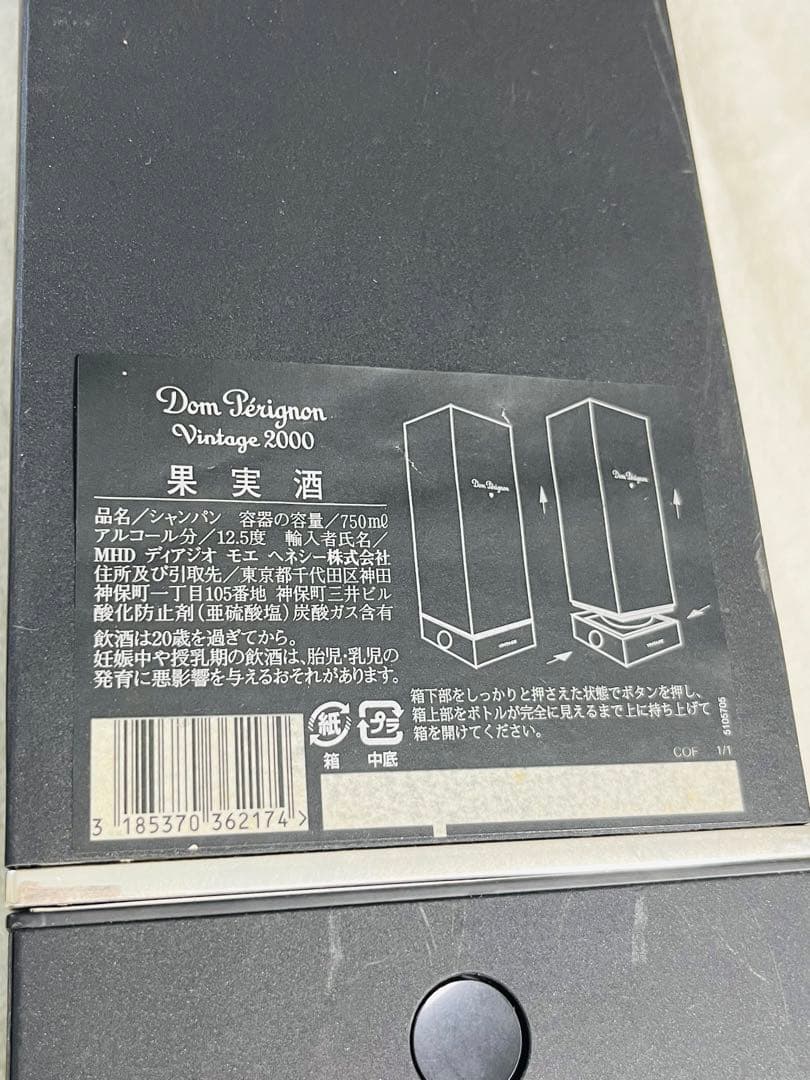 Dom Pérignon
Vintage 2000
果実酒
品名/シャンパン 容器の容量/750mℓ
アルコール分/12.5度 輸入者氏名/
MHD ディアジオ モエ ヘネシー株式会社
住所及び引取先/東京都千代田区神田
神保町一丁目105番地 神保町三井ビル
酸化防止剤(亜硫酸塩)炭酸ガス含有
飲酒は20歳を過ぎてから。
妊娠中や授乳期の飲酒は、胎児・乳児の
発育に悪影響を与えるおそれがあります。
3 185370 362174 >
紙
箱
プラ
中底
Dom Pérignon
Dom Pérignon
VINTAGE
箱下部をしっかりと押さえた状態でボタンを押し、
箱上部をボトルが完全に見えるまで上に持ち上げて
箱を開けてください。
5105705
COF 1/1